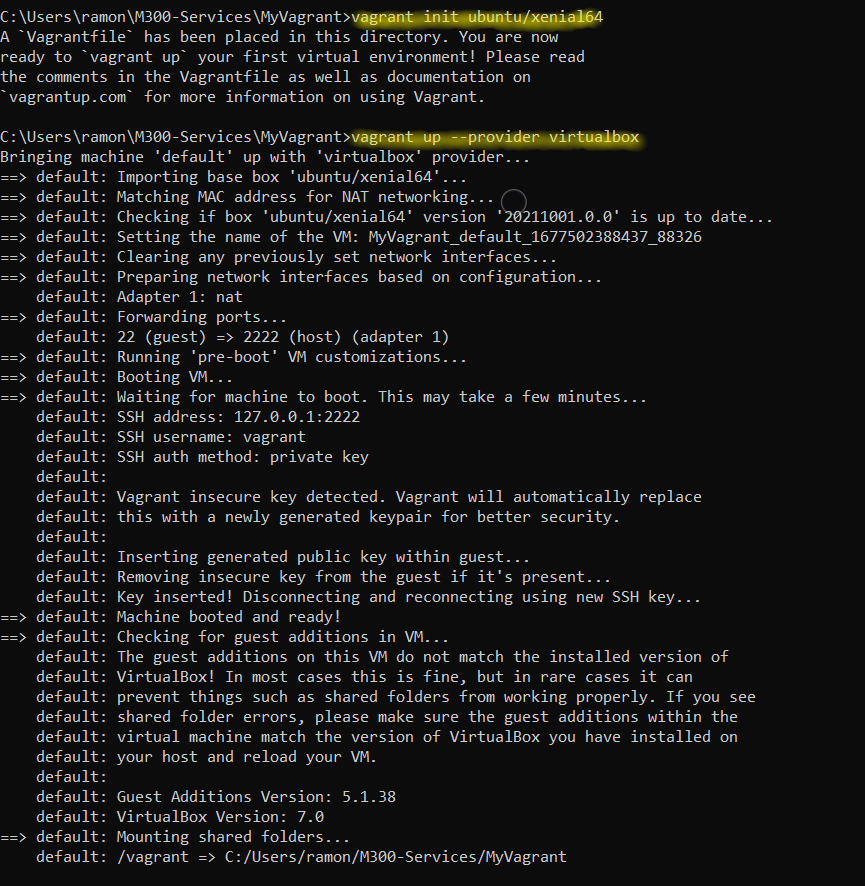 C:\Users\ramon\M300-Services\MyVagrant>vagrant init ubuntu/xenial64
A `Vagrantfile` has been placed in this directory. You are now
ready to `vagrant up` your first virtual environment! Please read
the comments in the Vagrantfile as well as documentation on
`vagrantup.com` for more information on using Vagrant.

C:\Users\ramon\M300-Services\MyVagrant>vagrant up --provider virtualbox
Bringing machine 'default' up with 'virtualbox' provider...
==> default: Importing base box 'ubuntu/xenial64'...
==> default: Matching MAC address for NAT networking...
==> default: Checking if box 'ubuntu/xenial64' version '20211001.0.0' is up to date...
==> default: Setting the name of the VM: MyVagrant_default_1677502388437_88326
==> default: Clearing any previously set network interfaces...
==> default: Preparing network interfaces based on configuration...
    default: Adapter 1: nat
==> default: Forwarding ports...
    default: 22 (guest) => 2222 (host) (adapter 1)
==> default: Running 'pre-boot' VM customizations...
==> default: Booting VM...
==> default: Waiting for machine to boot. This may take a few minutes...
    default: SSH address: 127.0.0.1:2222
    default: SSH username: vagrant
    default: SSH auth method: private key
    default:
    default: Vagrant insecure key detected. Vagrant will automatically replace
    default: this with a newly generated keypair for better security.
    default:
    default: Inserting generated public key within guest...
    default: Removing insecure key from the guest if it's present...
    default: Key inserted! Disconnecting and reconnecting using new SSH key...
==> default: Machine booted and ready!
==> default: Checking for guest additions in VM...
    default: The guest additions on this VM do not match the installed version of
    default: VirtualBox! In most cases this is fine, but in rare cases it can
    default: prevent things such as shared folders from working properly. If you see
    default: shared folder errors, please make sure the guest additions within the
    default: virtual machine match the version of VirtualBox you have installed on
    default: your host and reload your VM.
    default:
    default: Guest Additions Version: 5.1.38
    default: VirtualBox Version: 7.0
==> default: Mounting shared folders...
    default: /vagrant => C:/Users/ramon/M300-Services/MyVagrant